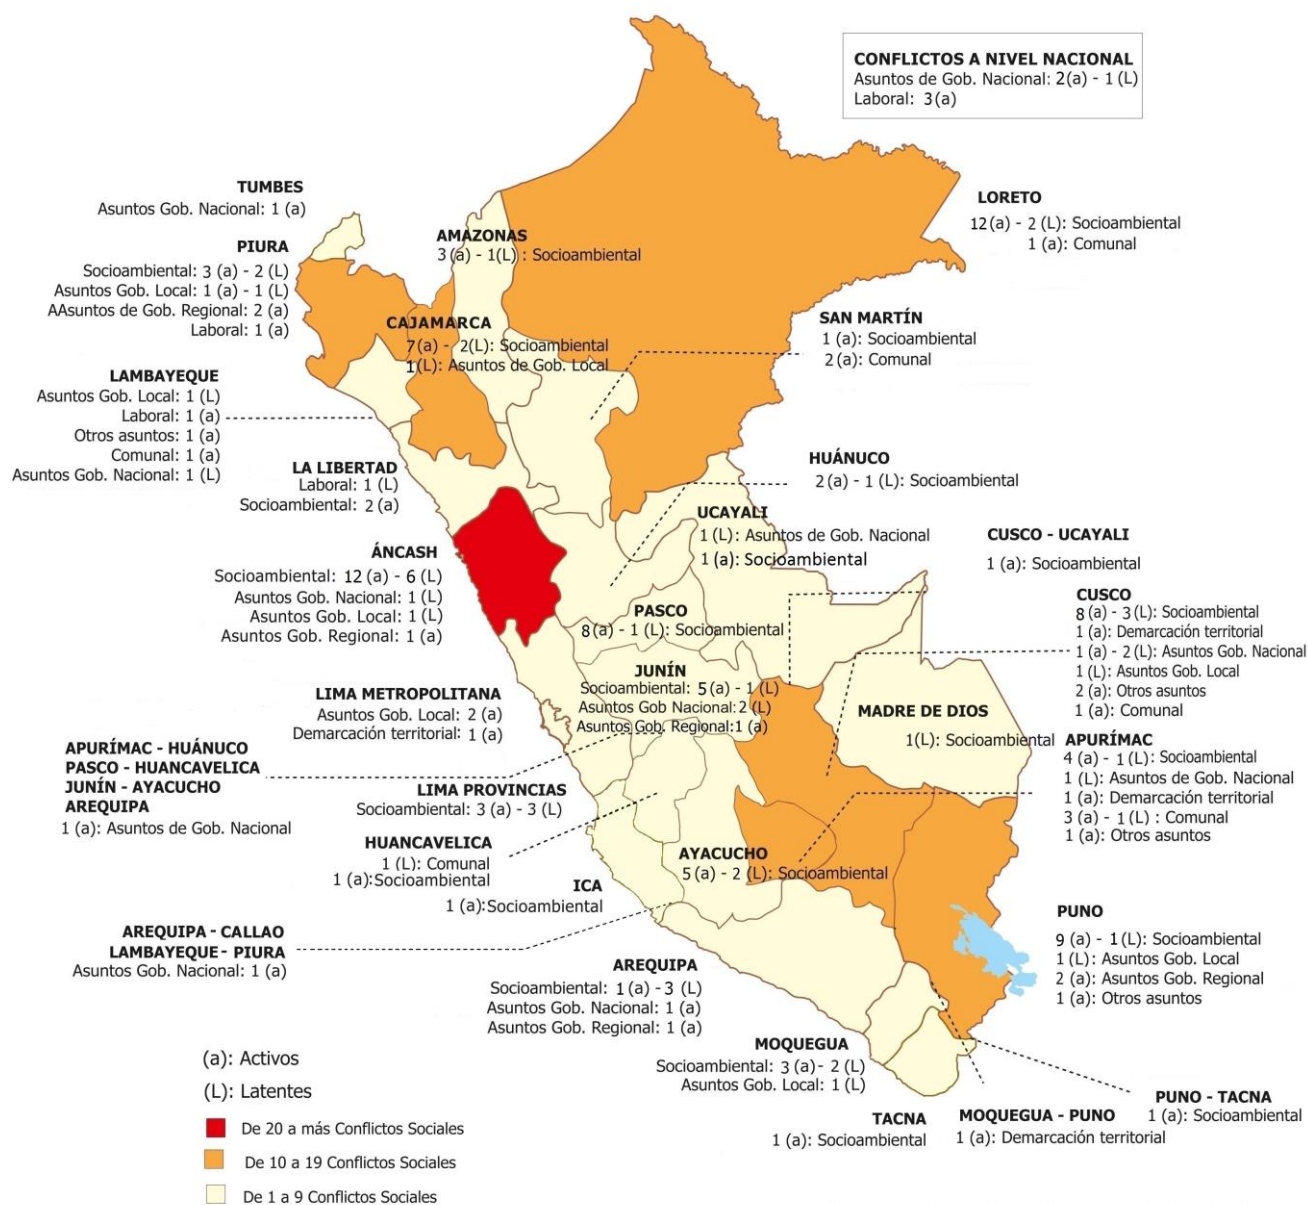 CONFLICTOS A NIVEL NACIONAL
Asuntos de Gob. Nacional: 2(a) - 1 (L)
Laboral: 3(a)
TUMBES
Asuntos Gob. Nacional: 1 (a)
PIURA
Socioambiental: 3 (a) - 2 (L)
Asuntos Gob. Local: 1 (a) - 1 (L)
AAsuntos de Gob. Regional: 2 (a)
Laboral: 1 (a)
AMAZONAS
3 (a) - 1(L) : Socioambiental
LORETO
12(a) - 2 (L): Socioambiental
1(a): Comunal
CAJAMARCA
7(a) - 2(L): Socioambiental
1(L): Asuntos de Gob. Local
SAN MARTÍN
1 (a): Socioambiental
2(a): Comunal
LAMBAYEQUE
Asuntos Gob. Local: 1 (L)
Laboral: 1 (a)
Otros asuntos: 1 (a)
Comunal: 1 (a)
Asuntos Gob. Nacional: 1 (L)
LA LIBERTAD
Laboral: 1 (L)
Socioambiental: 2 (a)
HUÁNUCO
2(a) - 1 (L): Socioambiental
UCAYALI
1(L): Asuntos de Gob. Nacional
1(a): Socioambiental
CUSCO - UCAYALI
1(a): Socioambiental
ÁNCASH
Socioambiental: 12 (a) - 6 (L)
Asuntos Gob. Nacional: 1 (L)
Asuntos Gob. Local: 1 (L)
Asuntos Gob. Regional: 1 (a)
CUSCO
8(a) - 3(L): Socioambiental
1(a): Demarcación territorial
1(a) - 2(L): Asuntos Gob. Nacional
1(L): Asuntos Gob. Local
2(a): Otros asuntos
1(a): Comunal
PASCO
8(a) - 1 (L): Socioambiental
JUNÍN
Socioambiental: 5(a) - 1 (L)
Asuntos Gob Nacional: 2 (L)
Asuntos Gob. Regional: 1 (a)
LIMA METROPOLITANA
Asuntos Gob. Local: 2 (a)
Demarcación territorial: 1 (a)
MADRE DE DIOS
1(L): Socioambiental
APURÍMAC
4(a) - 1(L): Socioambiental
1(L): Asuntos de Gob. Nacional
1(a): Demarcación territorial
3(a) - 1(L) : Comunal
1(a): Otros asuntos
APURÍMAC - HUÁNUCO
PASCO - HUANCAVELICA
JUNÍN - AYACUCHO
AREQUIPA
1 (a): Asuntos de Gob. Nacional
LIMA PROVINCIAS
Socioambiental: 3 (a) - 3 (L)
HUANCAVELICA
1 (L): Comunal
1(a):Socioambiental
AYACUCHO
5(a) - 2 (L): Socioambiental
ICA
1 (a):Socioambiental
AREQUIPA - CALLAO
LAMBAYEQUE - PIURA
Asuntos Gob. Nacional: 1 (a)
PUNO
9 (a) - 1(L): Socioambiental
1(L): Asuntos Gob. Local
2 (a): Asuntos Gob. Regional
1(a): Otros asuntos
AREQUIPA
Socioambiental: 1(a) - 3 (L)
Asuntos Gob. Nacional: 1 (a)
Asuntos Gob. Regional: 1 (a)
MOQUEGUA
Socioambiental: 3 (a) - 2 (L)
Asuntos Gob. Local: 1 (L)
TACNA
1 (a): Socioambiental
MOQUEGUA - PUNO
1(a): Demarcación territorial
PUNO - TACNA
1 (a): Socioambiental
(a): Activos
(L): Latentes
De 20 a más Conflictos Sociales
De 10 a 19 Conflictos Sociales
De 1 a 9 Conflictos Sociales